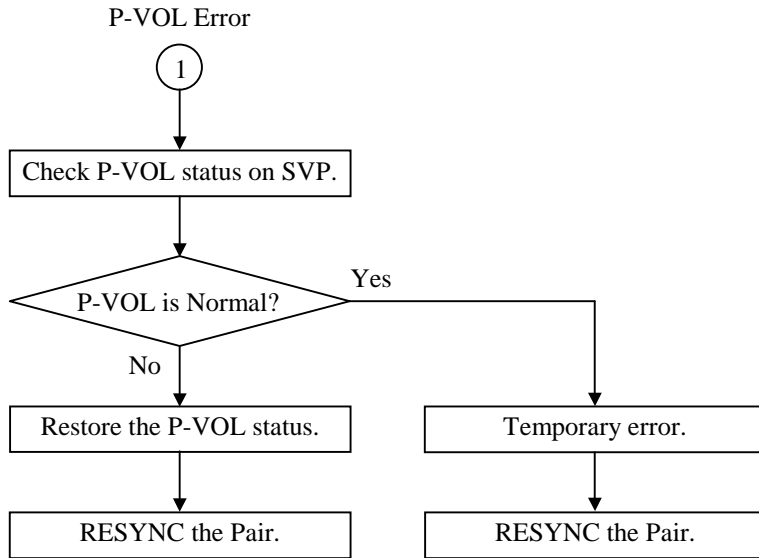 P-VOL Error
1
Check P-VOL status on SVP.
P-VOL is Normal?
Yes
No
Restore the P-VOL status.
Temporary error.
RESYNC the Pair.
RESYNC the Pair.